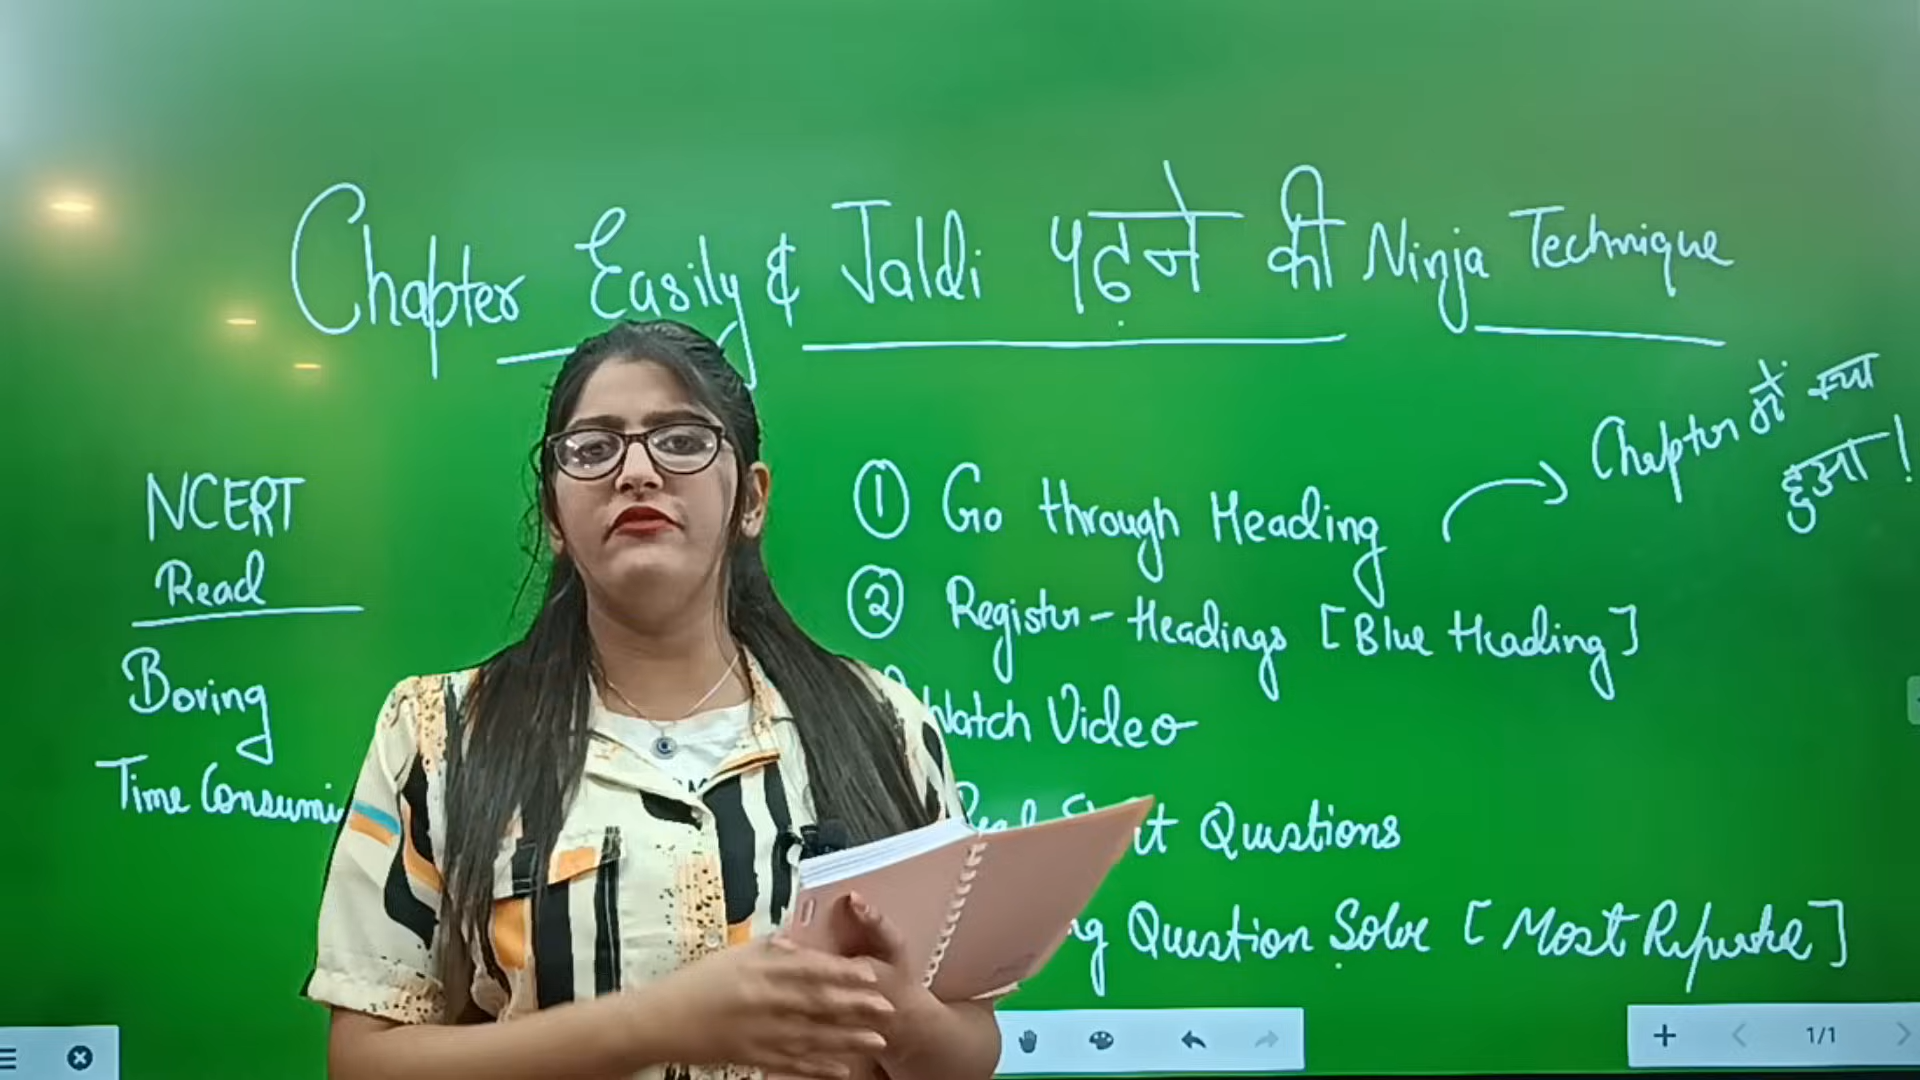 Chapter Easily & Jaldi पढ़ने की Ninja Technique
NCERT
Read
Boring
Time Consumi
① Go through Heading
Chapter में क्या
हुआ!
② Register - Headings [Blue Heading]
Watch Video
Questions
Question Solve [Most Repeated]
1/1